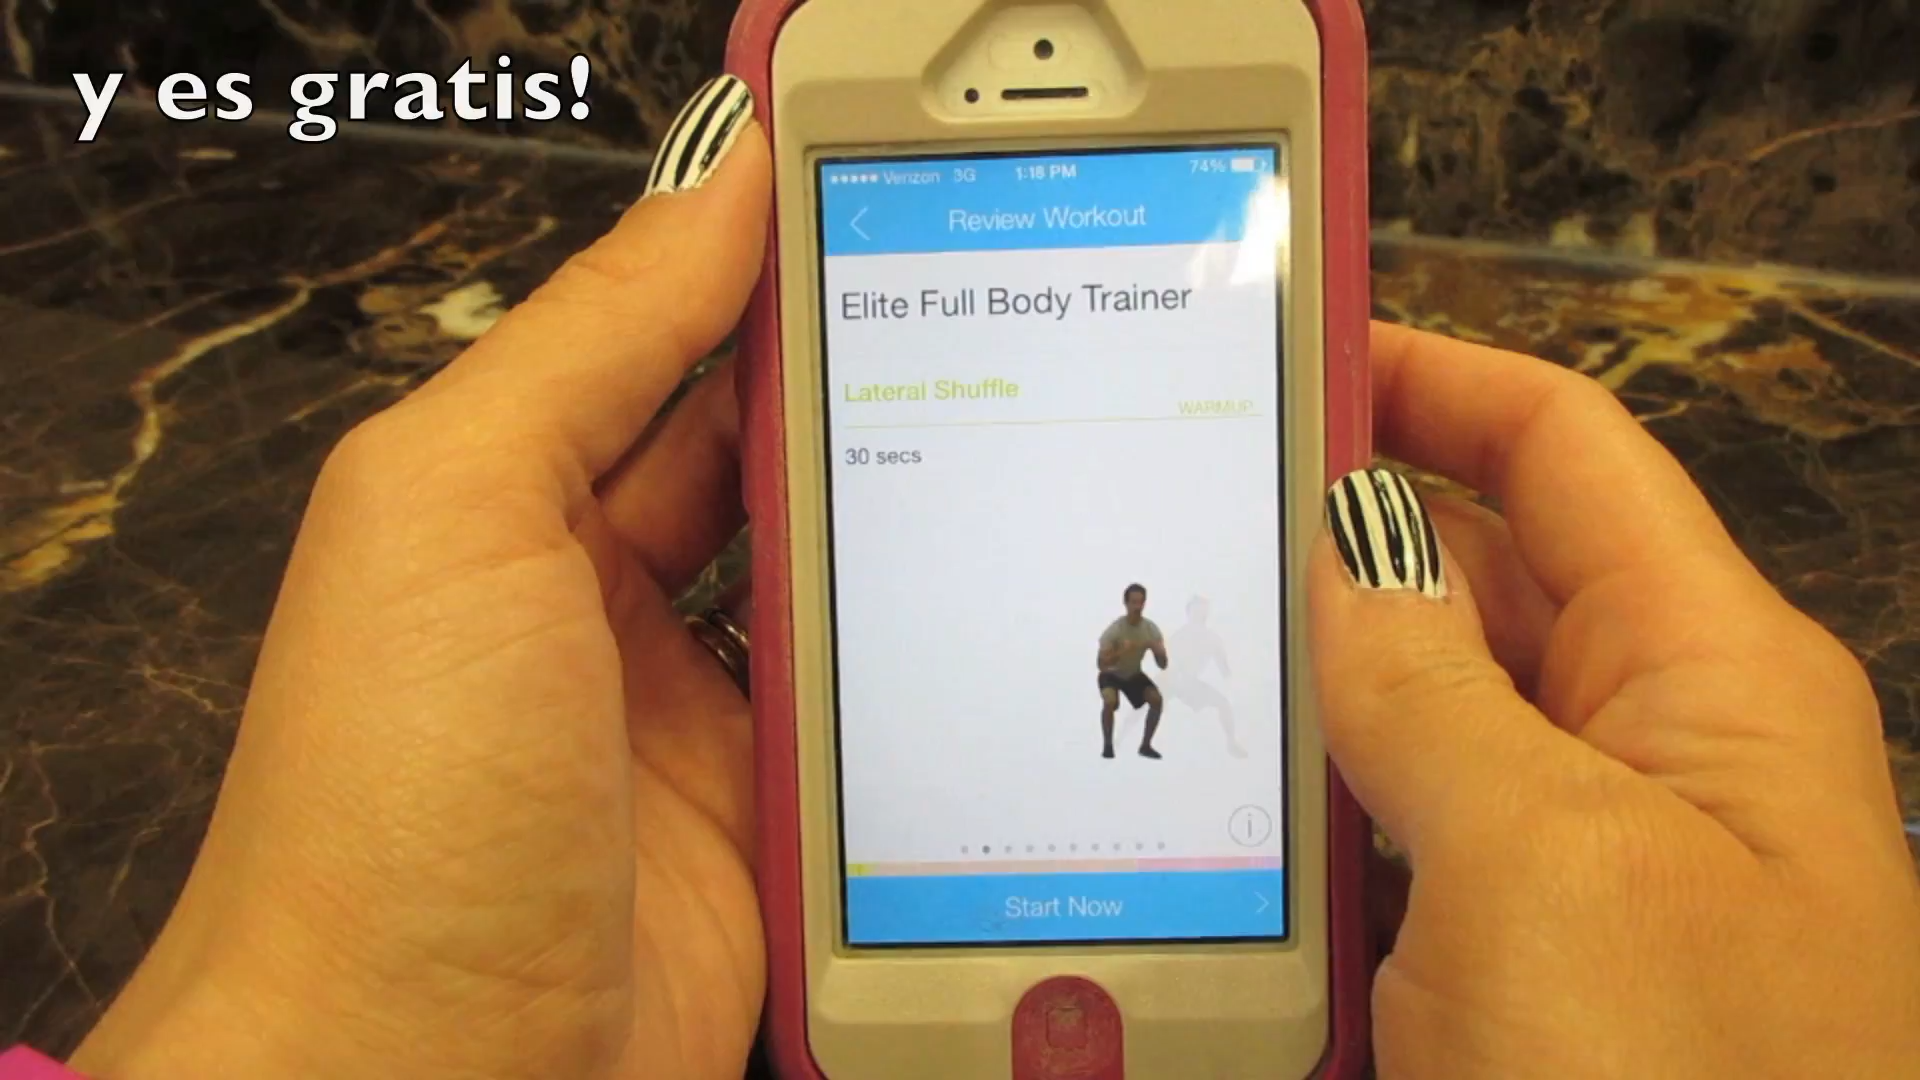 y es gratis!
Verizon 3G 1:18 PM 74%
Review Workout
Elite Full Body Trainer
Lateral Shuffle
WARMUP
30 secs
i
Start Now